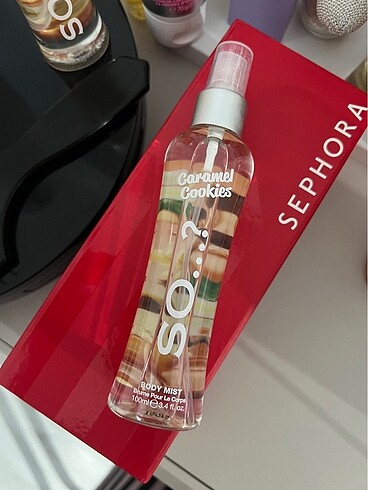 SO
Caramel
Cookies
SO...?
BODY MIST
Brume Pour Le Corps
100ml e 3.4 fl. oz.
SEPHORA